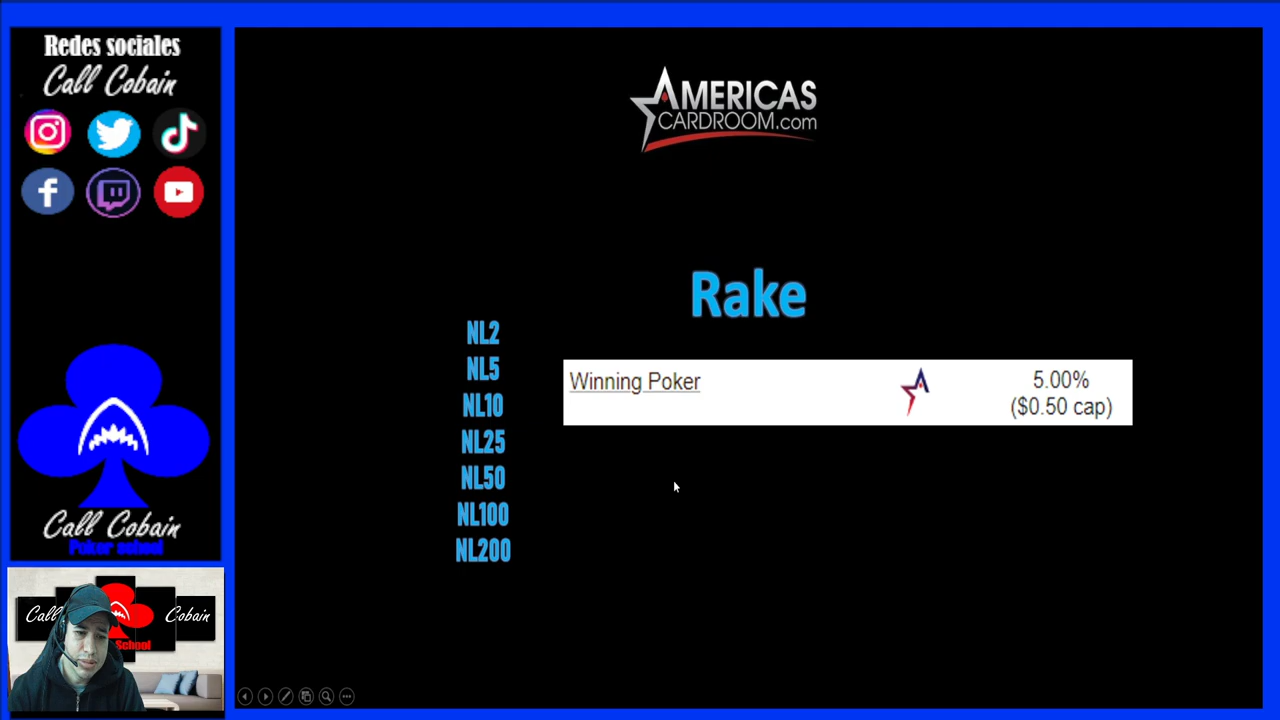 Redes sociales
Call Cobain
AMERICAS
CARDROOM.com
Rake
NL2
NL5
NL10
NL25
NL50
NL100
NL200
Winning Poker
5.00%
($0.50 cap)
Call Cobain
Poker school
Call
Cobain
School